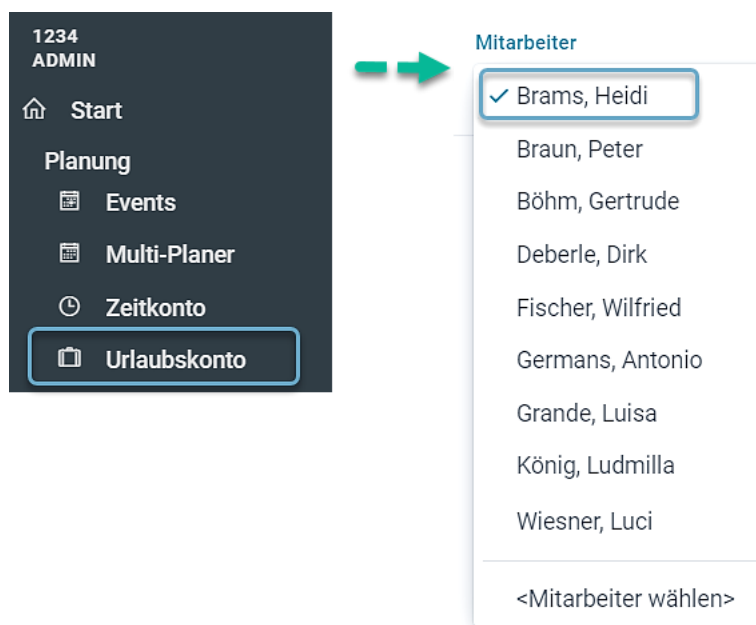 1234
ADMIN
Start
Planung
Events
Multi-Planer
Zeitkonto
Urlaubskonto
Mitarbeiter
Brams, Heidi
Braun, Peter
Böhm, Gertrude
Deberle, Dirk
Fischer, Wilfried
Germans, Antonio
Grande, Luisa
König, Ludmilla
Wiesner, Luci
<Mitarbeiter wählen>